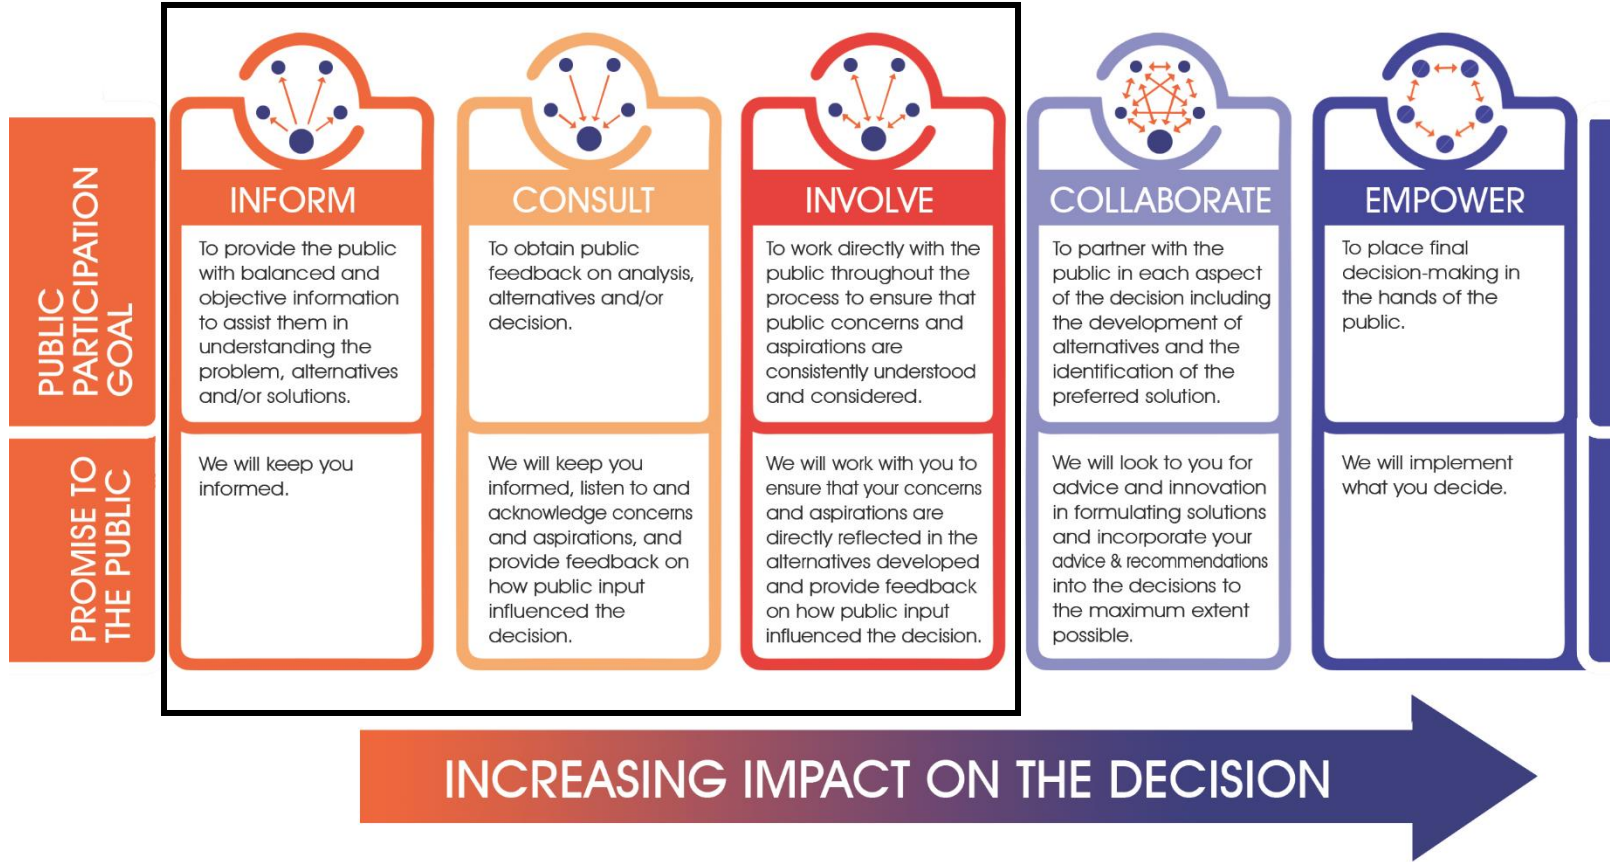 INFORM
CONSULT
INVOLVE
COLLABORATE
EMPOWER
PUBLIC
PARTICIPATION
GOAL
To provide the public
with balanced and
objective information
to assist them in
understanding the
problem, alternatives
and/or solutions.
To obtain public
feedback on analysis,
alternatives and/or
decision.
To work directly with the
public throughout the
process to ensure that
public concerns and
aspirations are
consistently understood
and considered.
To partner with the
public in each aspect
of the decision including
the development of
alternatives and the
identification of the
preferred solution.
To place final
decision-making in
the hands of the
public.
PROMISE TO
THE PUBLIC
We will keep you
informed.
We will keep you
informed, listen to and
acknowledge concerns
and aspirations, and
provide feedback on
how public input
influenced the
decision.
We will work with you to
ensure that your concerns
and aspirations are
directly reflected in the
alternatives developed
and provide feedback
on how public input
influenced the decision.
We will look to you for
advice and innovation
in formulating solutions
and incorporate your
advice & recommendations
into the decisions to
the maximum extent
possible.
We will implement
what you decide.
INCREASING IMPACT ON THE DECISION